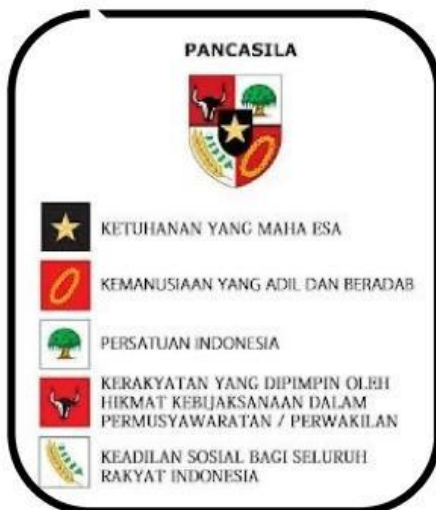 PANCASILA
KETUHANAN YANG MAHA ESA
KEMANUSIAAN YANG ADIL DAN BERADAB
PERSATUAN INDONESIA
KERAKYATAN YANG DIPIMPIN OLEH
HIKMAT KEBIJAKSANAAN DALAM
PERMUSYAWARATAN / PERWAKILAN
KEADILAN SOSIAL BAGI SELURUH
RAKYAT INDONESIA